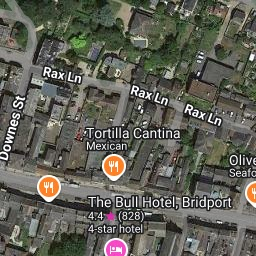 Rax Ln
Rax Ln
Rax Ln
Downes St
Tortilla Cantina
Mexican
Olive
Seafo
The Bull Hotel, Bridport
4.4 ★ (828)
4-star hotel